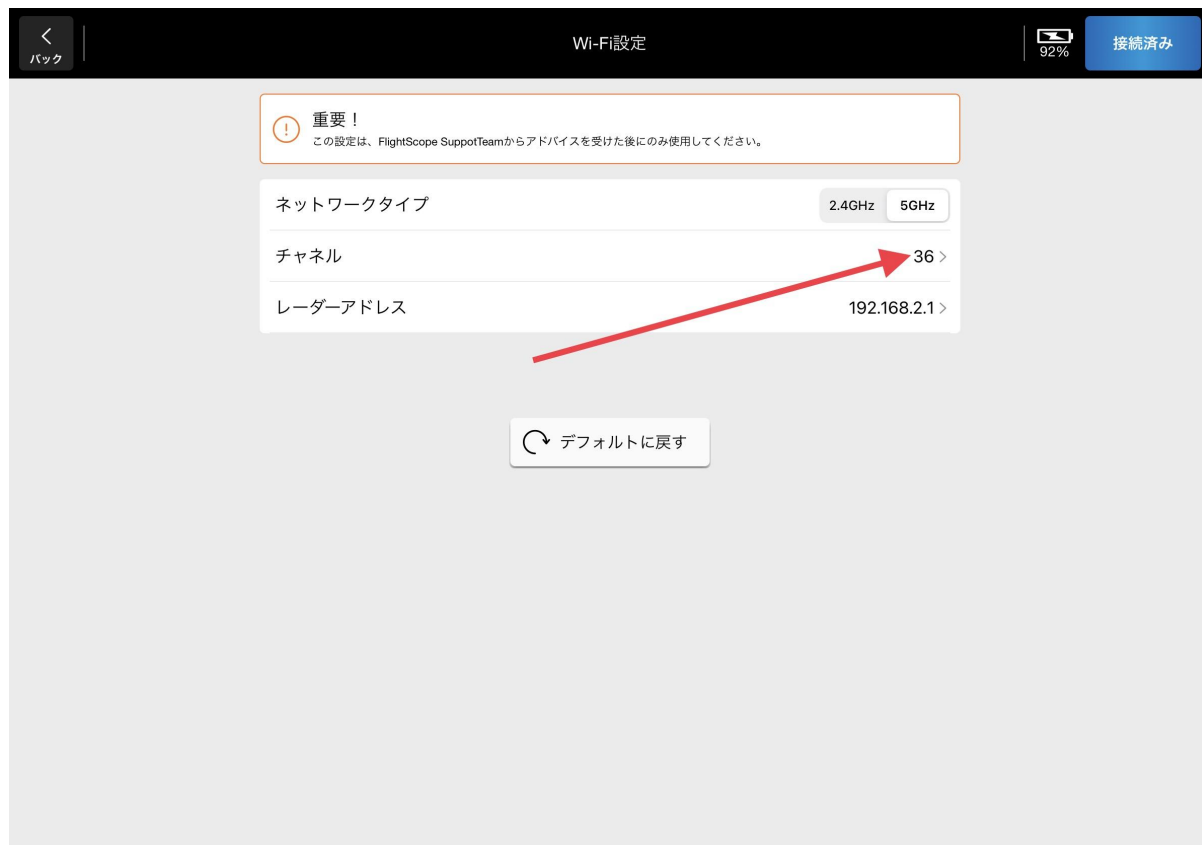 バック
Wi-Fi設定
92%
接続済み
重要！
この設定は、FlightScope SuppotTeamからアドバイスを受けた後にのみ使用してください。
ネットワークタイプ 2.4GHz 5GHz
チャネル 36
レーダーアドレス 192.168.2.1
デフォルトに戻す